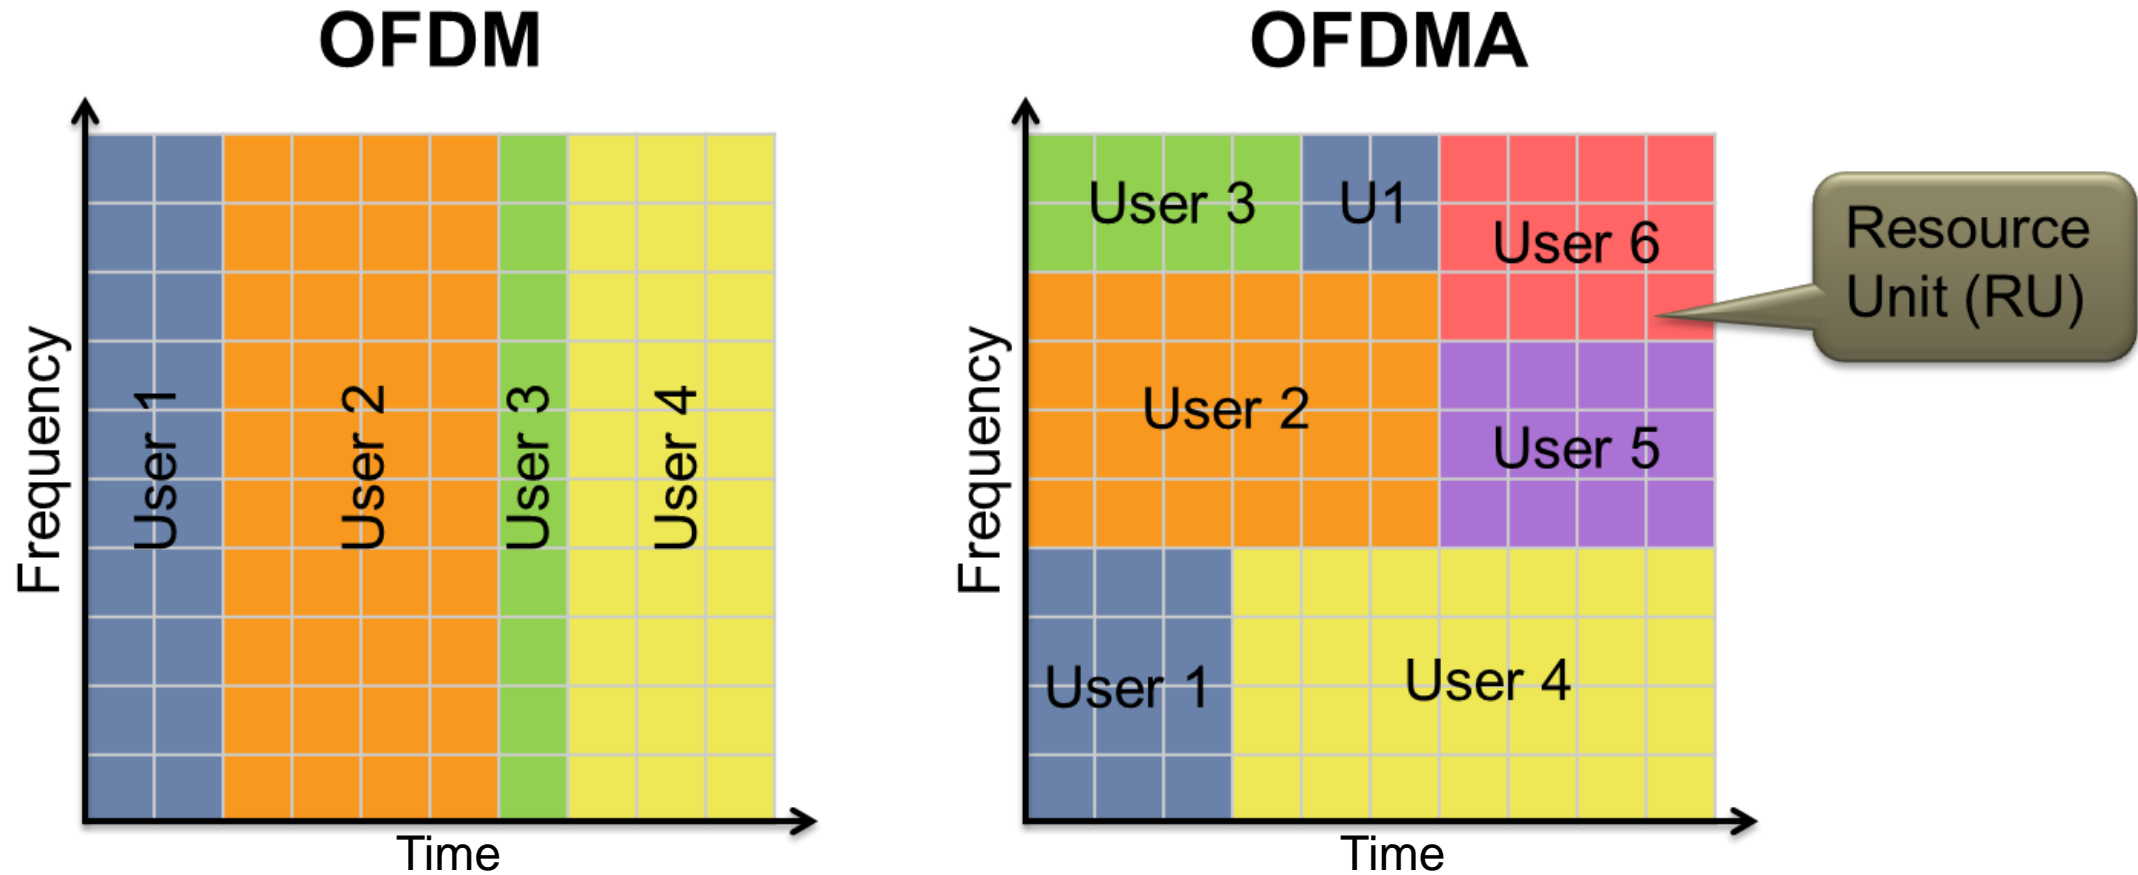 OFDM
Frequency
User 1
User 2
User 3
User 4
Time
OFDMA
Frequency
User 3
U1
User 6
User 2
User 5
User 1
User 4
Time
Resource
Unit (RU)